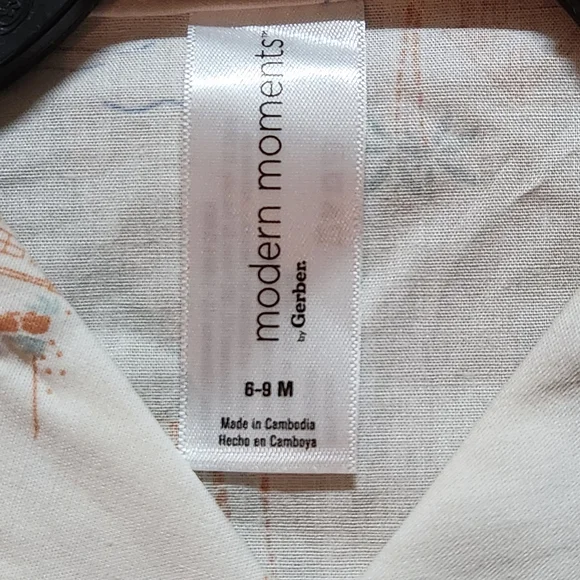 modern moments™
by Gerber.
6-9 M
Made in Cambodia
Hecho en Camboya